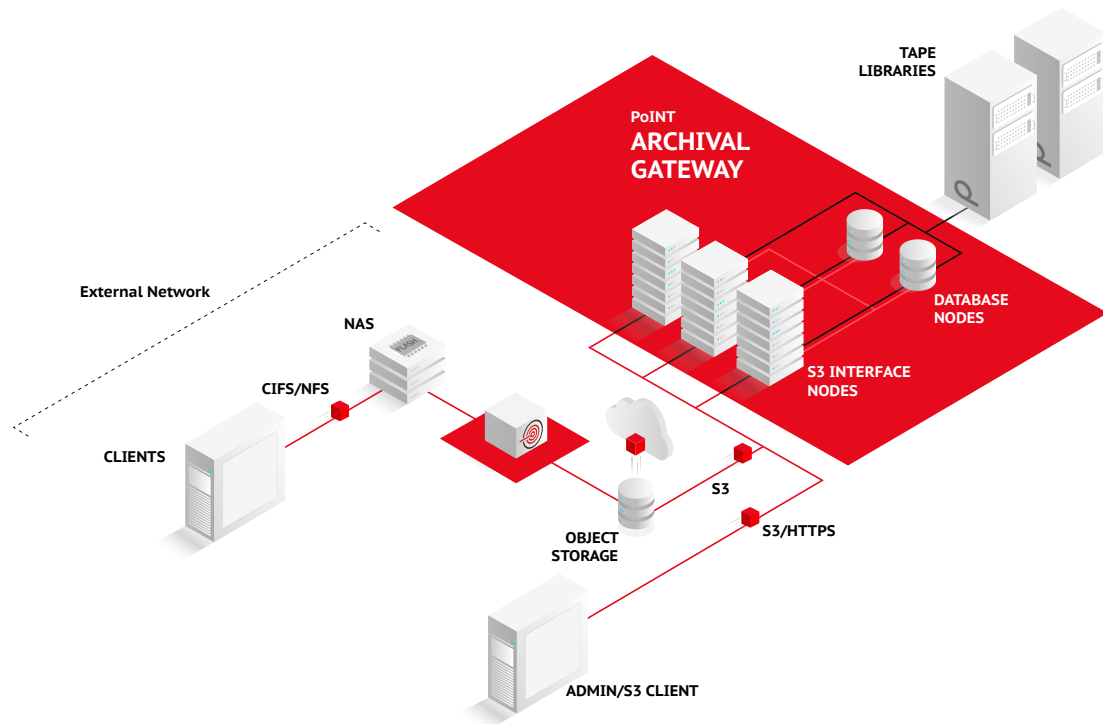 TAPE
LIBRARIES
PoINT
ARCHIVAL
GATEWAY
External Network
DATABASE
NODES
NAS
FLASH
S3 INTERFACE
NODES
CIFS/NFS
CLIENTS
S3
OBJECT
STORAGE
S3/HTTPS
ADMIN/S3 CLIENT